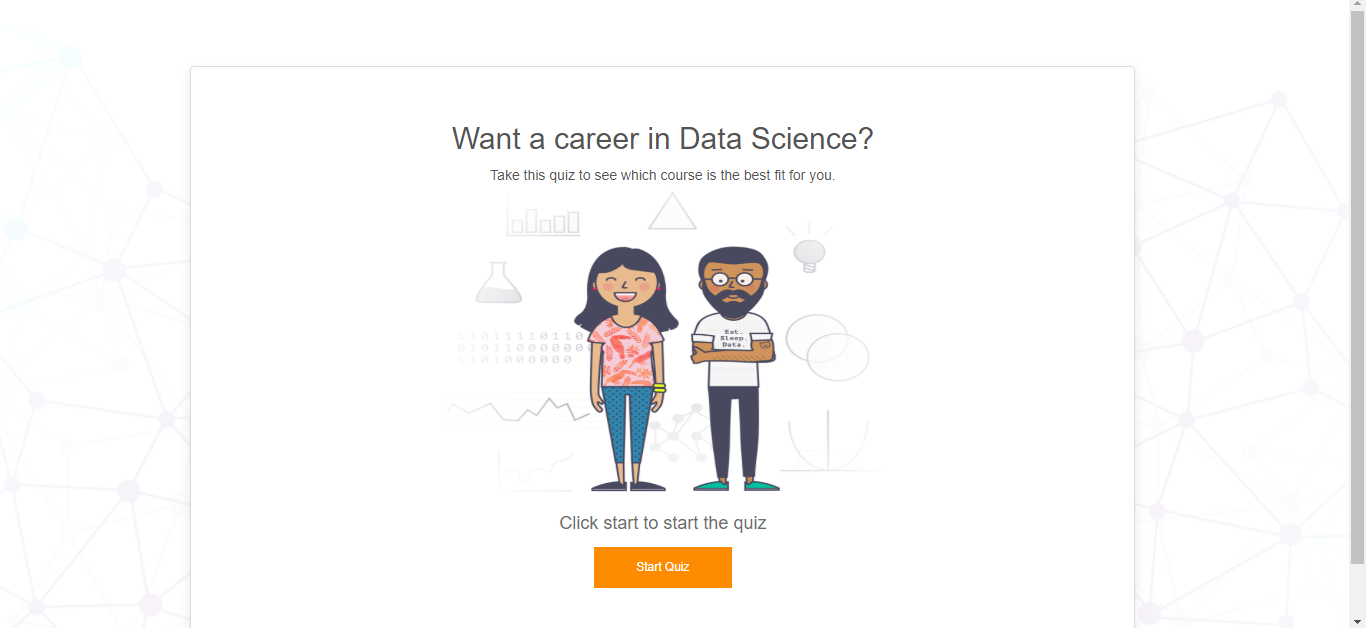 Want a career in Data Science?
Take this quiz to see which course is the best fit for you.
Eat.
Sleep.
Data.
Click start to start the quiz
Start Quiz